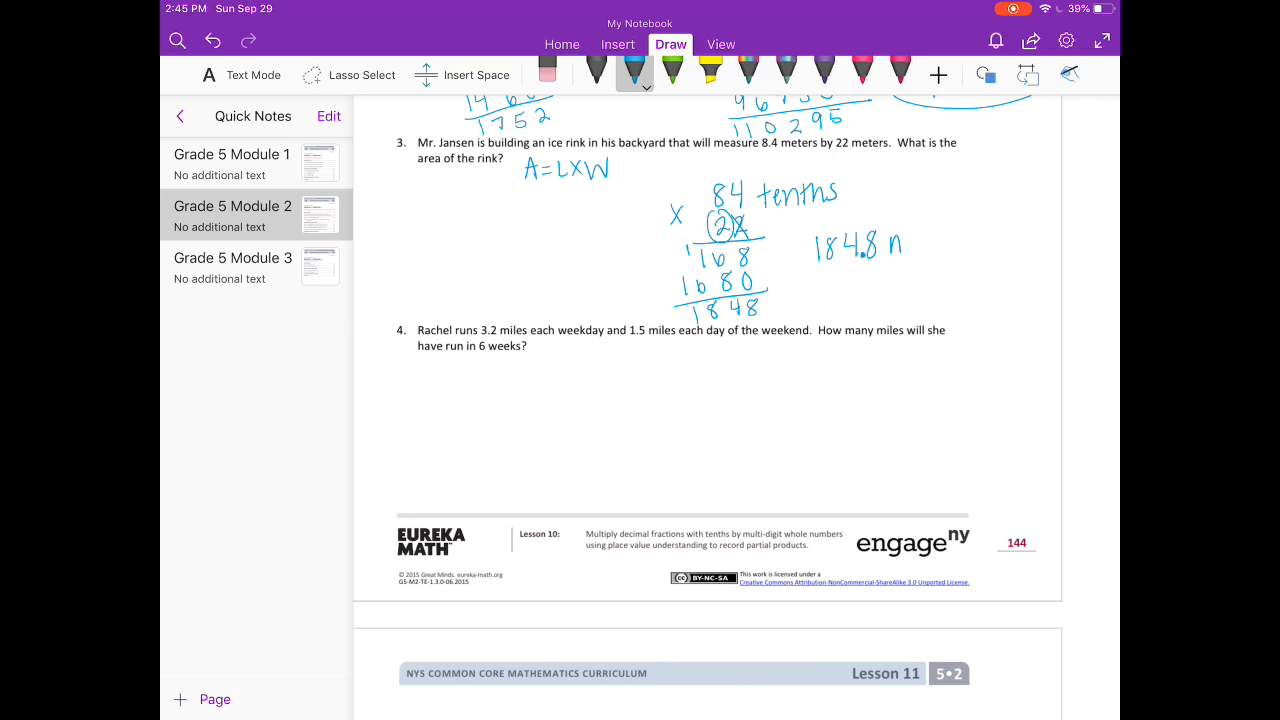 2:45 PM Sun Sep 29
39%
My Notebook
Home Insert Draw View
A Text Mode Lasso Select Insert Space
Quick Notes Edit
Grade 5 Module 1
No additional text
Grade 5 Module 2
No additional text
Grade 5 Module 3
No additional text
+ Page
1752
110295
3. Mr. Jansen is building an ice rink in his backyard that will measure 8.4 meters by 22 meters. What is the
area of the rink?
A=LXW
84 tenths
X 22
1168
1680
1848
184.8 n
4. Rachel runs 3.2 miles each weekday and 1.5 miles each day of the weekend. How many miles will she
have run in 6 weeks?
EUREKA
MATH™
Lesson 10:
Multiply decimal fractions with tenths by multi-digit whole numbers
using place value understanding to record partial products.
engageny
144
© 2015 Great Minds. eureka-math.org
G5-M2-TE-1.3.0-06.2015
cc BY-NC-SA
This work is licensed under a
Creative Commons Attribution-NonCommercial-ShareAlike 3.0 Unported License.
NYS COMMON CORE MATHEMATICS CURRICULUM
Lesson 11 5•2